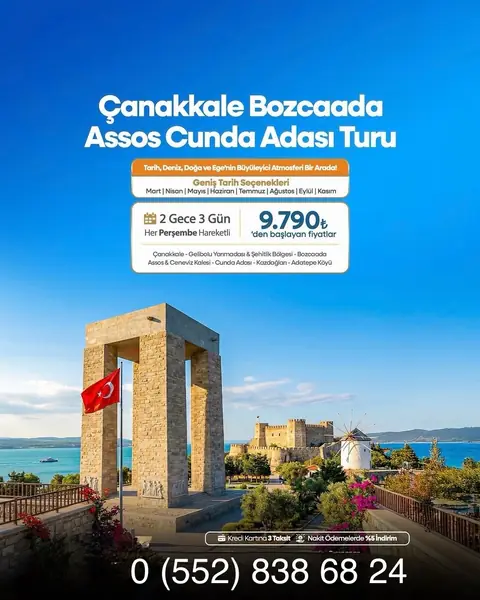 Çanakkale Bozcaada
Assos Cunda Adası Turu
Tarih, Deniz, Doğa ve Ege'nin Büyüleyici Atmosferi Bir Arada!
Geniş Tarih Seçenekleri
Mart | Nisan | Mayıs | Haziran | Temmuz | Ağustos | Eylül | Kasım
2 Gece 3 Gün
Her Perşembe Hareketli
9.790₺
'den başlayan fiyatlar
Çanakkale - Gelibolu Yarımadası & Şehitlik Bölgesi - Bozcaada
Assos & Ceneviz Kalesi - Cunda Adası - Kazdağları - Adatepe Köyü
Kredi Kartına 3 Taksit
Nakit Ödemelerde %5 İndirim
0 (552) 838 68 24